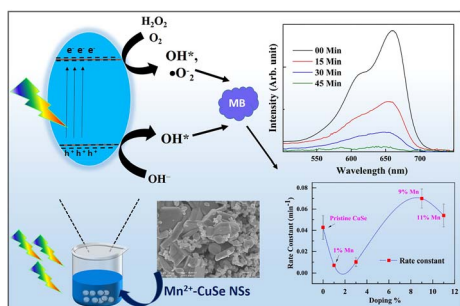 H₂O₂
O₂
e⁻ e⁻ e⁻
OH*,
•O⁻₂
MB
h⁺h⁺h⁺
OH*
OH⁻
Mn²⁺-CuSe NSs
Intensity (Arb. unit)
00 Min
15 Min
30 Min
45 Min
550 600 650 700
Wavelength (nm)
Rate Constant (min⁻¹)
0.08
0.06
0.04
0.02
0.00
Pristine CuSe
1% Mn
9% Mn
11% Mn
Rate constant
0 2 4 6 8 10
Doping %